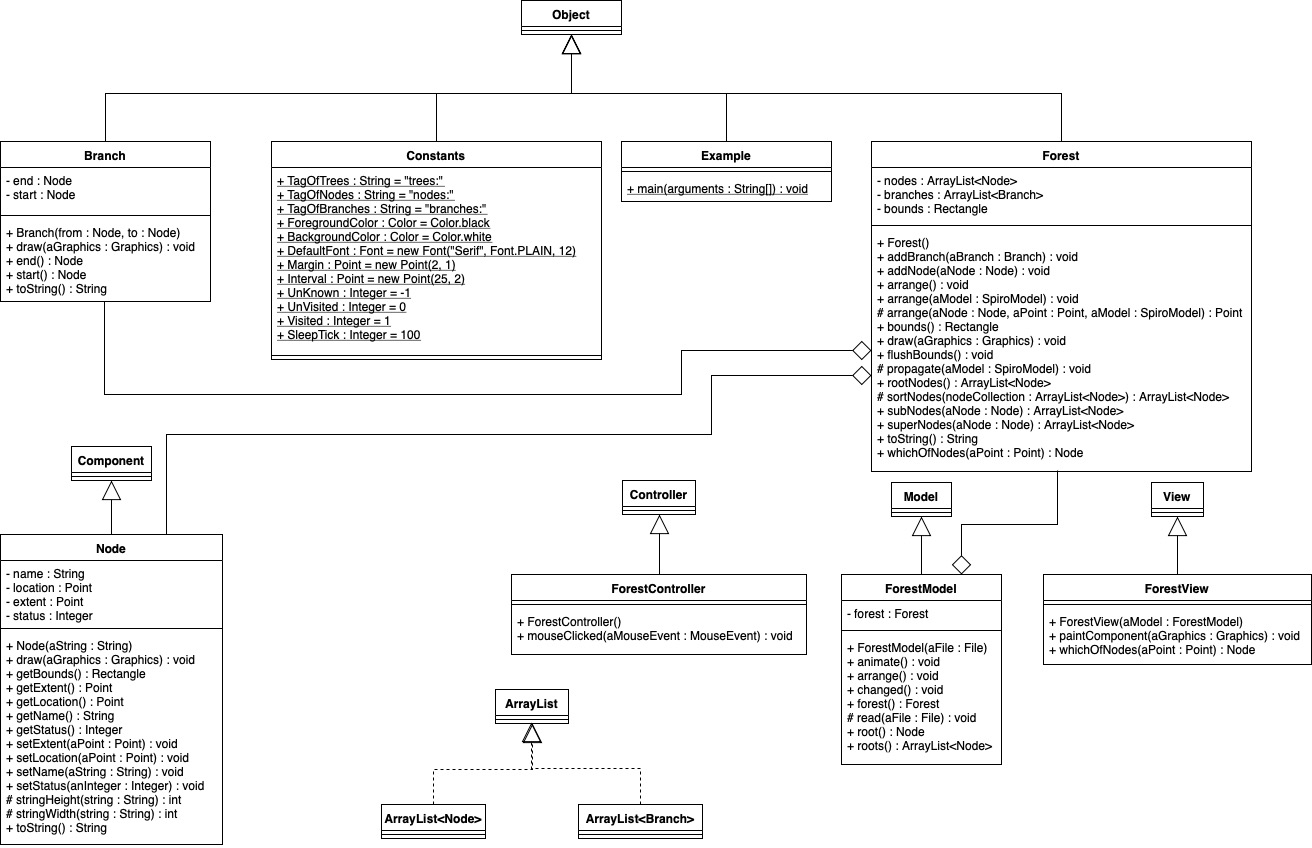 Object
Branch
- end : Node
- start : Node
+ Branch(from : Node, to : Node)
+ draw(aGraphics : Graphics) : void
+ end() : Node
+ start() : Node
+ toString() : String
Constants
+ TagOfTrees : String = "trees:"
+ TagOfNodes : String = "nodes:"
+ TagOfBranches : String = "branches:"
+ ForegroundColor : Color = Color.black
+ BackgroundColor : Color = Color.white
+ DefaultFont : Font = new Font("Serif", Font.PLAIN, 12)
+ Margin : Point = new Point(2, 1)
+ Interval : Point = new Point(25, 2)
+ UnKnown : Integer = -1
+ UnVisited : Integer = 0
+ Visited : Integer = 1
+ SleepTick : Integer = 100
Example
+ main(arguments : String[]) : void
Forest
- nodes : ArrayList<Node>
- branches : ArrayList<Branch>
- bounds : Rectangle
+ Forest()
+ addBranch(aBranch : Branch) : void
+ addNode(aNode : Node) : void
+ arrange() : void
+ arrange(aModel : SpiroModel) : void
# arrange(aNode : Node, aPoint : Point, aModel : SpiroModel) : Point
+ bounds() : Rectangle
+ draw(aGraphics : Graphics) : void
+ flushBounds() : void
# propagate(aModel : SpiroModel) : void
+ rootNodes() : ArrayList<Node>
# sortNodes(nodeCollection : ArrayList<Node>) : ArrayList<Node>
+ subNodes(aNode : Node) : ArrayList<Node>
+ superNodes(aNode : Node) : ArrayList<Node>
+ toString() : String
+ whichOfNodes(aPoint : Point) : Node
Component
Node
- name : String
- location : Point
- extent : Point
- status : Integer
+ Node(aString : String)
+ draw(aGraphics : Graphics) : void
+ getBounds() : Rectangle
+ getExtent() : Point
+ getLocation() : Point
+ getName() : String
+ getStatus() : Integer
+ setExtent(aPoint : Point) : void
+ setLocation(aPoint : Point) : void
+ setName(aString : String) : void
+ setStatus(anInteger : Integer) : void
# stringHeight(string : String) : int
# stringWidth(string : String) : int
+ toString() : String
Controller
ForestController
+ ForestController()
+ mouseClicked(aMouseEvent : MouseEvent) : void
ArrayList
ArrayList<Node>
ArrayList<Branch>
Model
ForestModel
- forest : Forest
+ ForestModel(aFile : File)
+ animate() : void
+ arrange() : void
+ changed() : void
+ forest() : Forest
# read(aFile : File) : void
+ root() : Node
+ roots() : ArrayList<Node>
View
ForestView
+ ForestView(aModel : ForestModel)
+ paintComponent(aGraphics : Graphics) : void
+ whichOfNodes(aPoint : Point) : Node